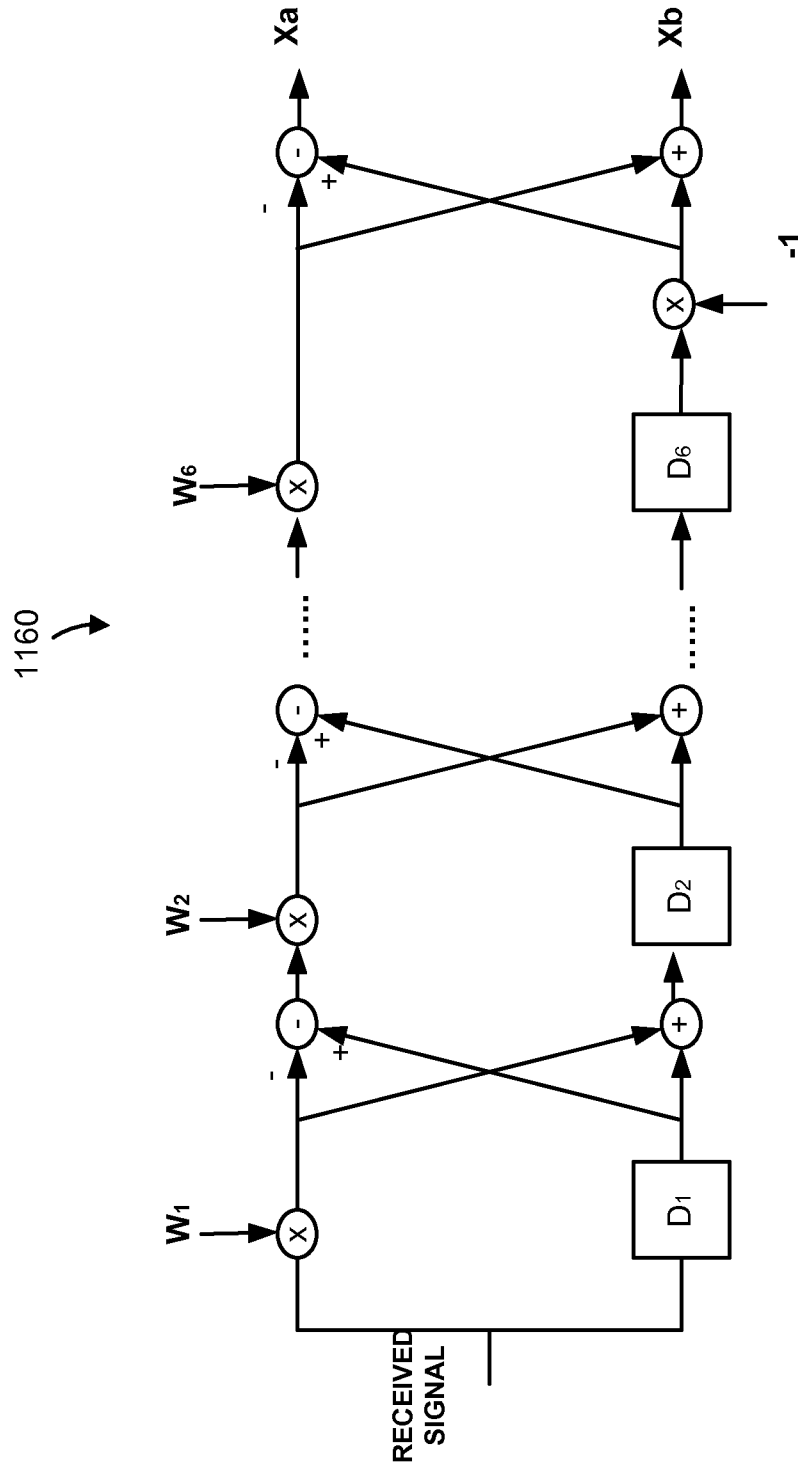 1160
RECEIVED
SIGNAL
W1
W2
W6
X
-
+
-
X
-
+
-
......
X
-
+
-
Xa
D1
+
D2
+
......
D6
X
-1
+
Xb